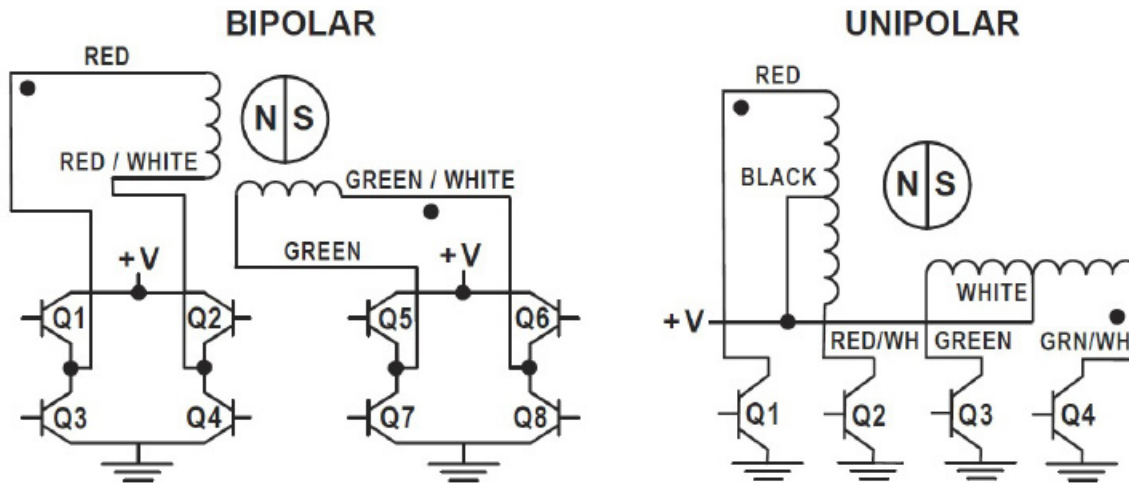 BIPOLAR
RED
N S
RED / WHITE
GREEN / WHITE
GREEN
+V
+V
Q1
Q2
Q5
Q6
Q3
Q4
Q7
Q8
UNIPOLAR
RED
BLACK
N S
WHITE
+V
RED/WH
GREEN
GRN/WH
Q1
Q2
Q3
Q4